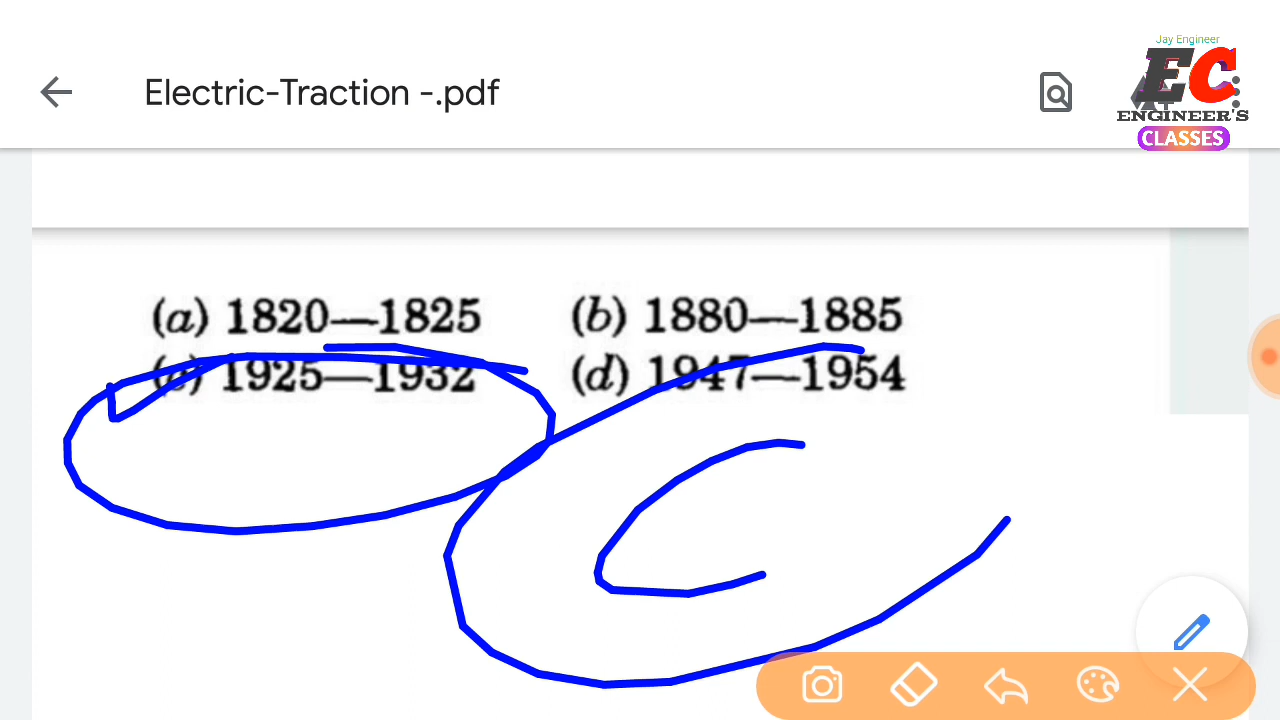 Jay Engineer
EC
ENGINEER'S
CLASSES
Electric-Traction -.pdf
(a) 1820—1825 (b) 1880—1885
(c) 1925—1932 (d) 1947—1954
C